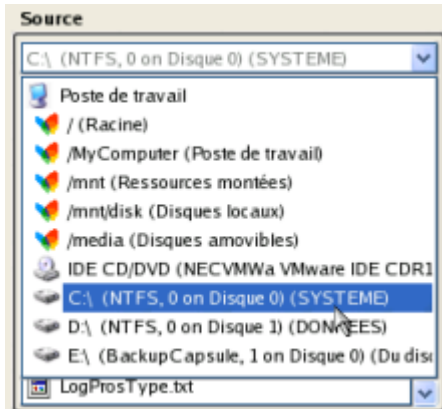 Source
C:\ (NTFS, 0 on Disque 0) (SYSTEME)
Poste de travail
/ (Racine)
/MyComputer (Poste de travail)
/mnt (Ressources montées)
/mnt/disk (Disques locaux)
/media (Disques amovibles)
IDE CD/DVD (NECVMWa VMware IDE CDR1
C:\ (NTFS, 0 on Disque 0) (SYSTEME)
D:\ (NTFS, 0 on Disque 1) (DONNEES)
E:\ (BackupCapsule, 1 on Disque 0) (Du
LogProsType.txt